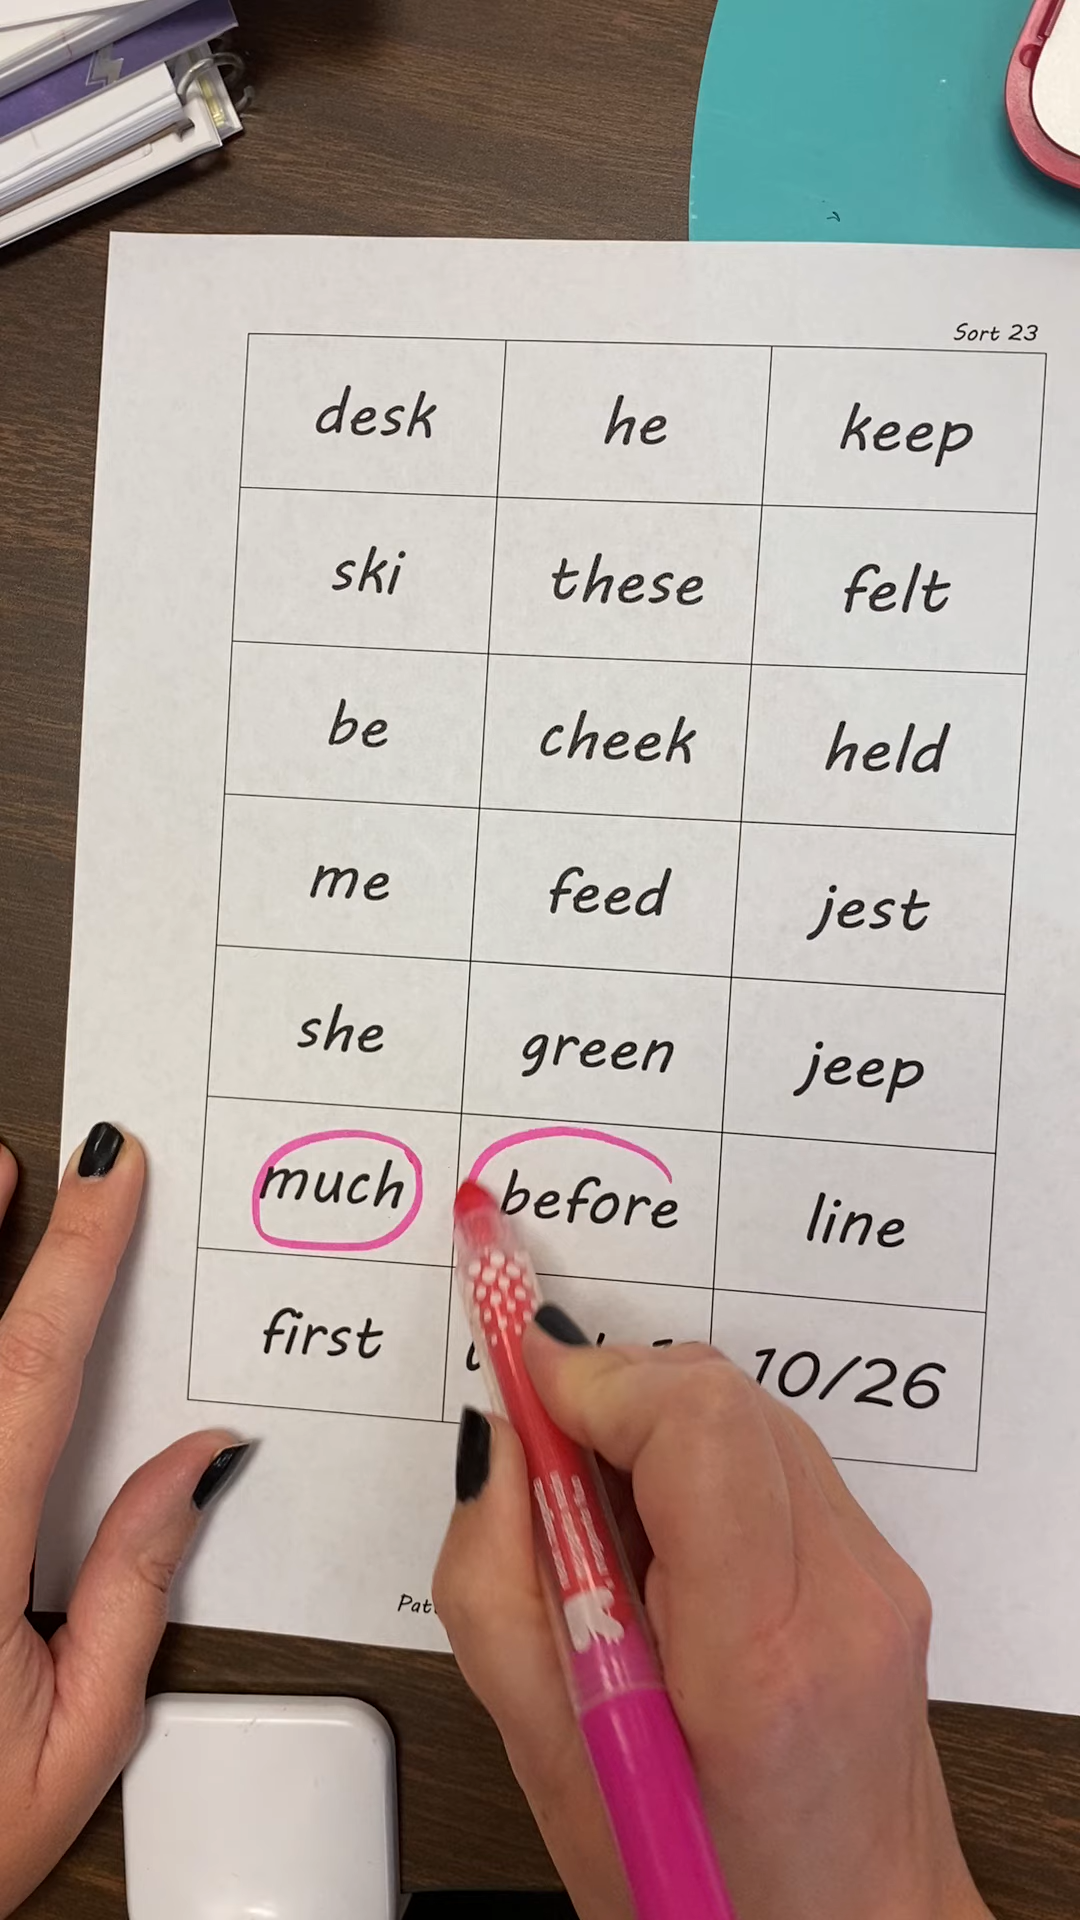 Sort 23
desk he keep
ski these felt
be cheek held
me feed jest
she green jeep
much before line
first 10/26